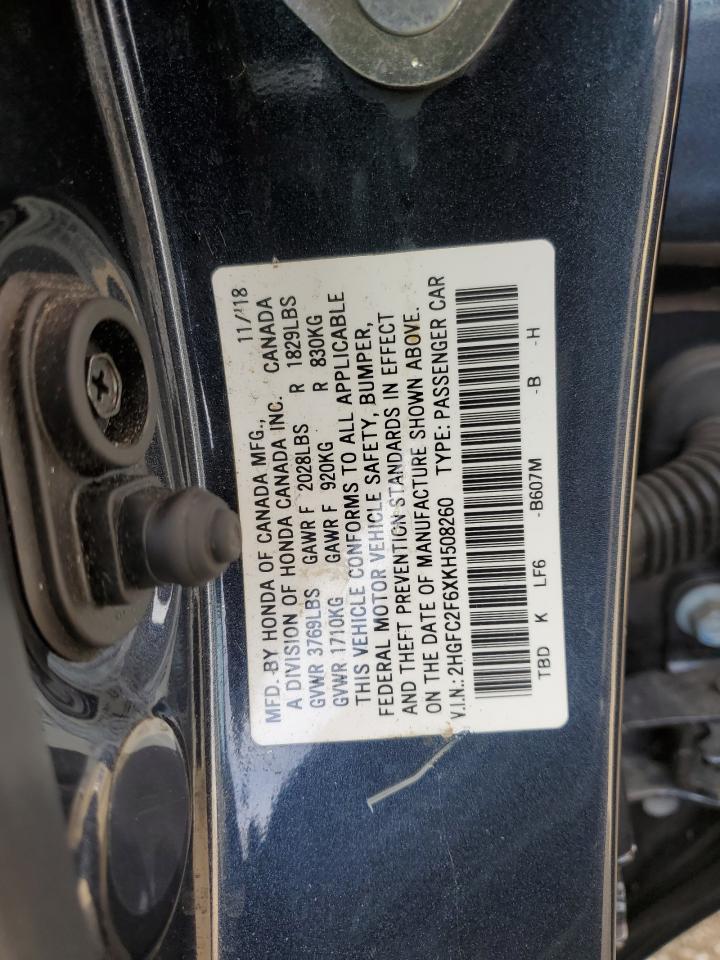 MFD. BY HONDA OF CANADA MFG., 11/'18
A DIVISION OF HONDA CANADA INC. CANADA
GVWR 3769LBS GAWR F 2028LBS R 1829LBS
GVWR 1710KG GAWR F 920KG R 830KG
THIS VEHICLE CONFORMS TO ALL APPLICABLE
FEDERAL MOTOR VEHICLE SAFETY, BUMPER,
AND THEFT PREVENTION STANDARDS IN EFFECT
ON THE DATE OF MANUFACTURE SHOWN ABOVE.
V.I.N.: 2HGFC2F6XKH508260 TYPE: PASSENGER CAR
TBD K LF6 -B607M -B -H